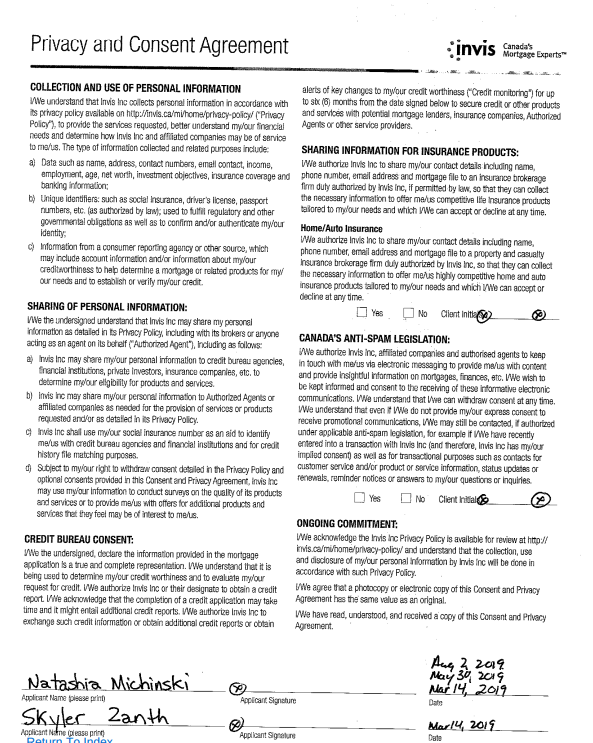 Privacy and Consent Agreement
invis Canada's
Mortgage Experts™
COLLECTION AND USE OF PERSONAL INFORMATION
I/We understand that Invis Inc collects personal information in accordance with
its privacy policy available on http://invis.ca/mi/home/privacy-policy/ ("Privacy
Policy"), to provide the services requested, better understand my/our financial
needs and determine how Invis Inc and affiliated companies may be of service
to me/us. The type of information collected and related purposes include:
a) Data such as name, address, contact numbers, email contact, income,
employment, age, net worth, investment objectives, insurance coverage and
banking information;
b) Unique identifiers: such as social insurance, driver's license, passport
numbers, etc. (as authorized by law); used to fulfill regulatory and other
governmental obligations as well as to confirm and/or authenticate my/our
identity;
c) Information from a consumer reporting agency or other source, which
may include account information and/or information about my/our
creditworthiness to help determine a mortgage or related products for my/
our needs and to establish or verify my/our credit.
SHARING OF PERSONAL INFORMATION:
I/We the undersigned understand that Invis Inc may share my personal
information as detailed in its Privacy Policy, including with its brokers or anyone
acting as an agent on its behalf ("Authorized Agent"), including as follows:
a) Invis Inc may share my/our personal information to credit bureau agencies,
financial institutions, private investors, insurance companies, etc. to
determine my/our eligibility for products and services.
b) Invis Inc may share my/our personal information to Authorized Agents or
affiliated companies as needed for the provision of services or products
requested and/or as detailed in its Privacy Policy.
c) Invis Inc shall use my/our social insurance number as an aid to identify
me/us with credit bureau agencies and financial institutions and for credit
history file matching purposes.
d) Subject to my/our right to withdraw consent detailed in the Privacy Policy and
optional consents provided in this Consent and Privacy Agreement, Invis Inc
may use my/our information to conduct surveys on the quality of its products
and services or to provide me/us with offers for additional products and
services that they feel may be of interest to me/us.
CREDIT BUREAU CONSENT:
I/We the undersigned, declare the information provided in the mortgage
application is a true and complete representation. I/We understand that it is
being used to determine my/our credit worthiness and to evaluate my/our
request for credit. I/We authorize Invis Inc or their designate to obtain a credit
report. I/We acknowledge that the completion of a credit application may take
time and it might entail additional credit reports. I/We authorize Invis Inc to
exchange such credit information or obtain additional credit reports or obtain
alerts of key changes to my/our credit worthiness ("Credit monitoring") for up
to six (6) months from the date signed below to secure credit or other products
and services with potential mortgage lenders, insurance companies, Authorized
Agents or other service providers.
SHARING INFORMATION FOR INSURANCE PRODUCTS:
I/We authorize Invis Inc to share my/our contact details including name,
phone number, email address and mortgage file to an insurance brokerage
firm duly authorized by Invis Inc, if permitted by law, so that they can collect
the necessary information to offer me/us competitive life insurance products
tailored to my/our needs and which I/We can accept or decline at any time.
Home/Auto Insurance
I/We authorize Invis Inc to share my/our contact details including name,
phone number, email address and mortgage file to a property and casualty
insurance brokerage firm duly authorized by Invis Inc, so that they can collect
the necessary information to offer me/us highly competitive home and auto
insurance products tailored to my/our needs and which I/We can accept or
decline at any time.
Yes No Client Initial
CANADA'S ANTI-SPAM LEGISLATION:
I/We authorize Invis Inc, affiliated companies and authorised agents to keep
in touch with me/us via electronic messaging to provide me/us with content
and provide insightful information on mortgages, finances, etc. I/We wish to
be kept informed and consent to the receiving of these informative electronic
communications. I/We understand that I/We can withdraw consent at any time.
I/We understand that even if I/We do not provide my/our express consent to
receive promotional communications, I/We may still be contacted, if authorized
under applicable anti-spam legislation, for example if I/We have recently
entered into a transaction with Invis Inc (and therefore, Invis Inc has my/our
implied consent) as well as for transactional purposes such as contacts for
customer service and/or product or service information, status updates or
renewals, reminder notices or answers to my/our questions or inquiries.
Yes No Client Initial
ONGOING COMMITMENT:
I/We acknowledge the Invis Inc Privacy Policy is available for review at http://
invis.ca/mi/home/privacy-policy/ and understand that the collection, use
and disclosure of my/our personal information by Invis Inc will be done in
accordance with such Privacy Policy.
I/We agree that a photocopy or electronic copy of this Consent and Privacy
Agreement has the same value as an original.
I/We have read, understood, and received a copy of this Consent and Privacy
Agreement.
Aug 2, 2019
May 30, 2019
Natashia Michinski Mar 14, 2019
Applicant Name (please print) Applicant Signature Date
Skyler Zanth Mar 14, 2019
Applicant Name (please print) Applicant Signature Date
Return To Index